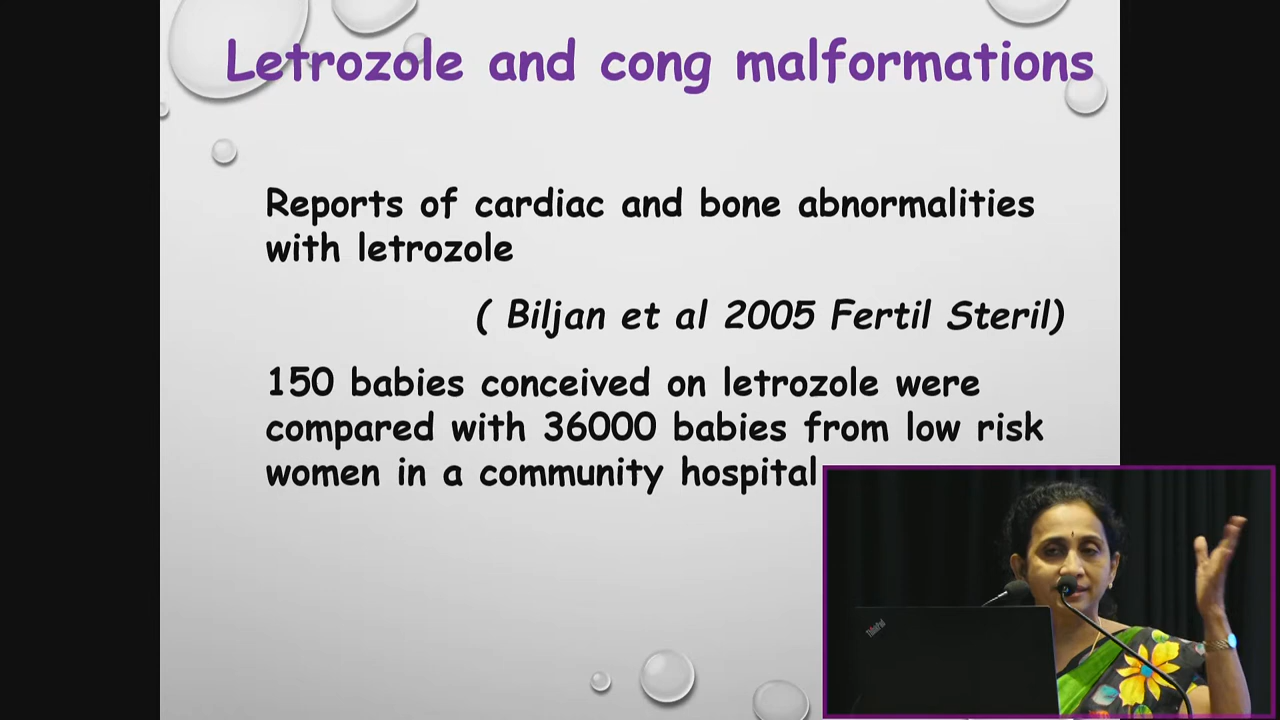 Letrozole and cong malformations
Reports of cardiac and bone abnormalities
with letrozole
( Biljan et al 2005 Fertil Steril)
150 babies conceived on letrozole were
compared with 36000 babies from low risk
women in a community hospital
ThinkPad